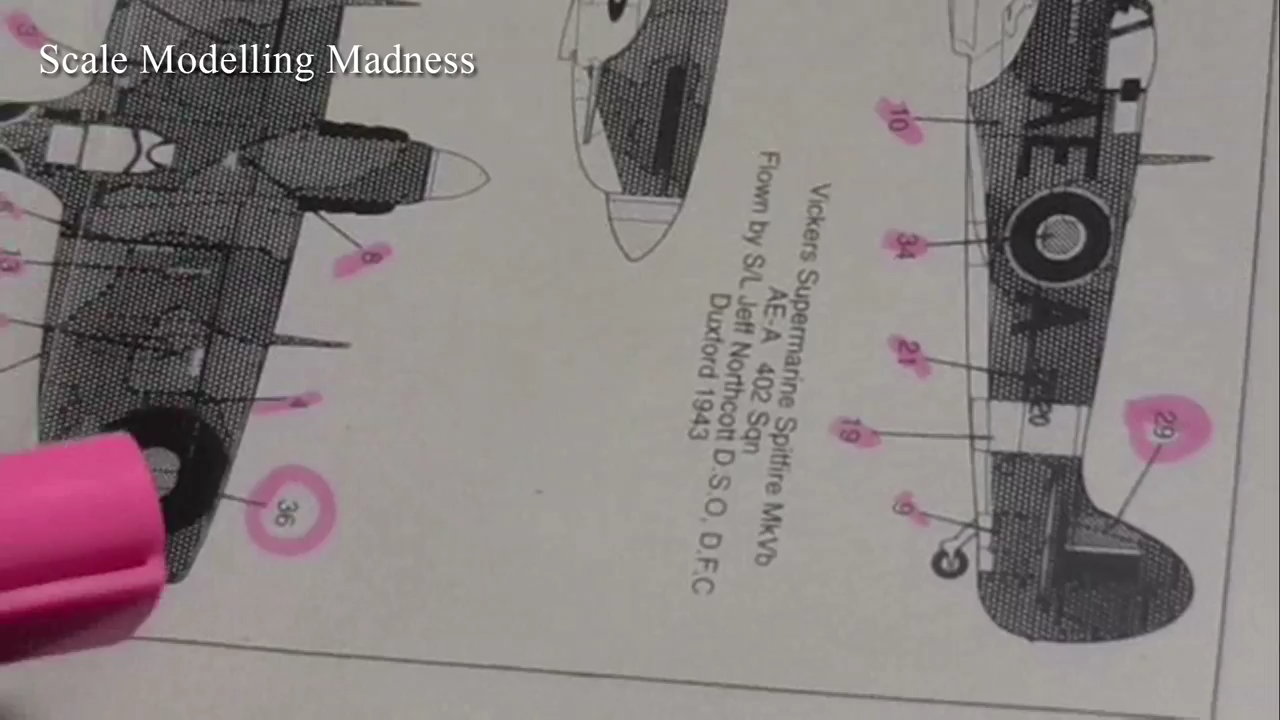 Scale Modelling Madness
Vickers Supermarine Spitfire MkVb
AE-A 402 Sqn
Flown by S/L Jeff Northcott D.S.O, D.F.C
Duxford 1943
AE
A
10
34
21
19
9
29
8
36
13